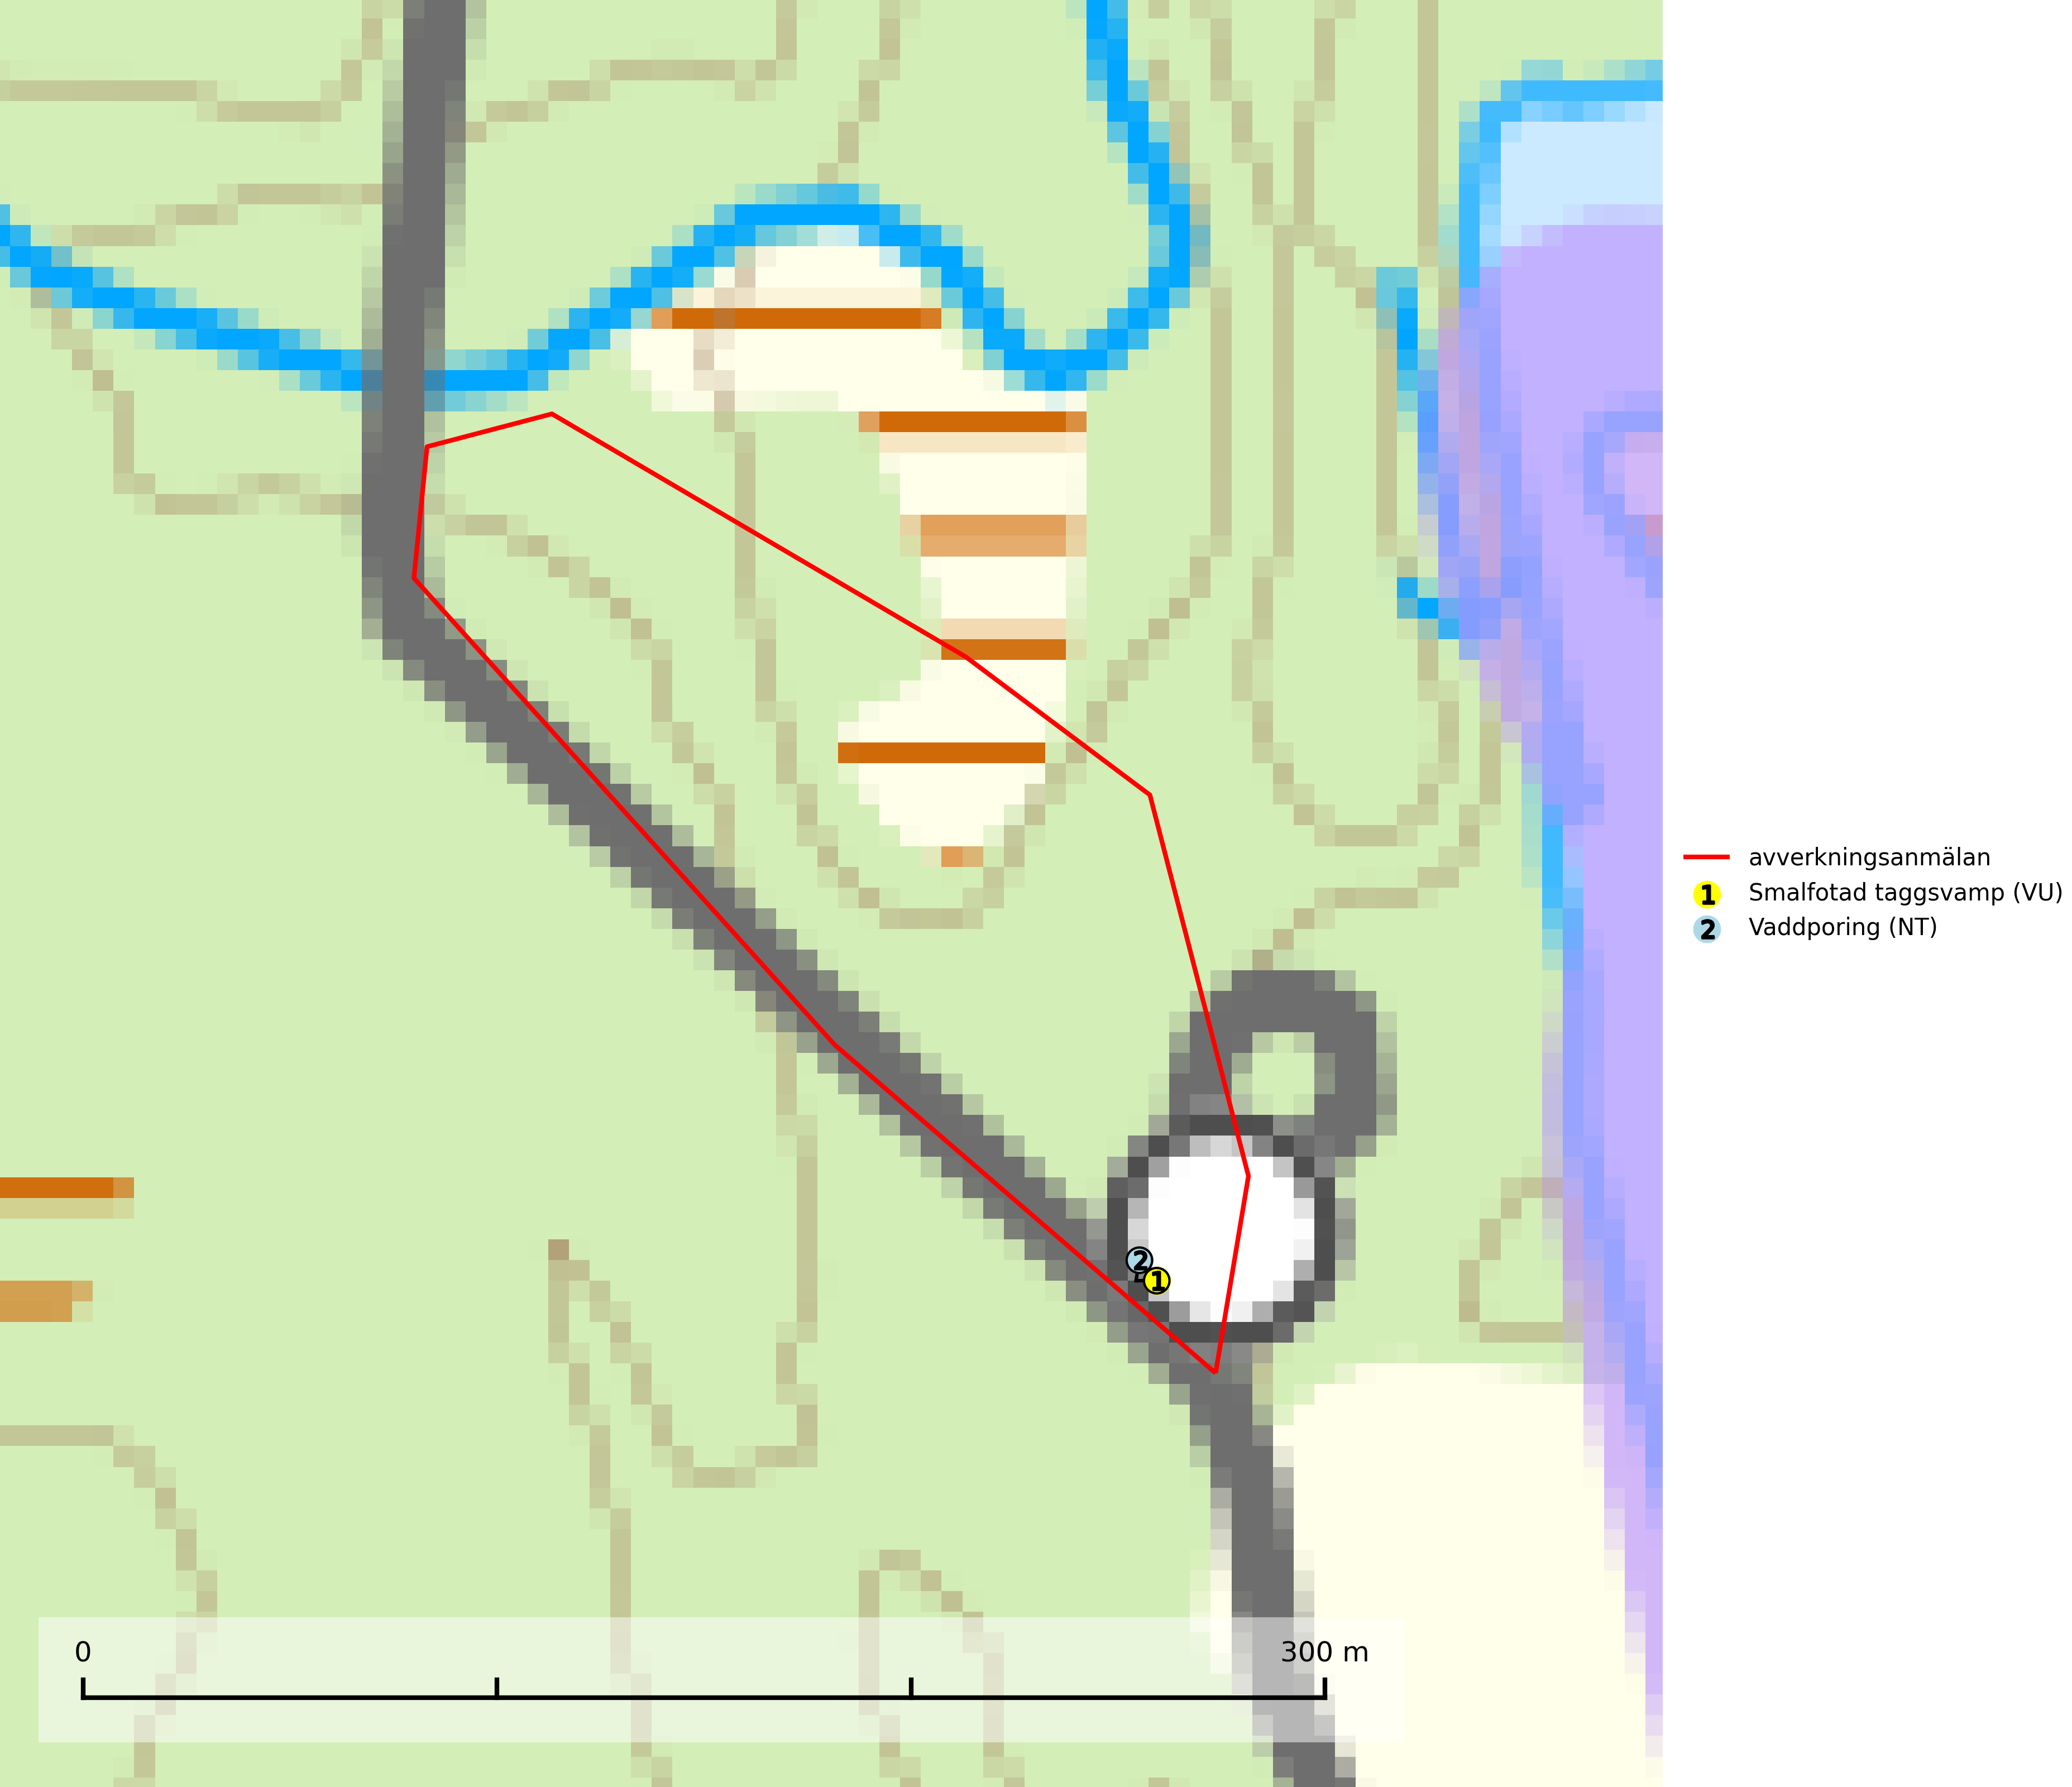 avverkningsanmälan
1 Smalfotad taggsvamp (VU)
2 Vaddporing (NT)
2
1
0 300 m